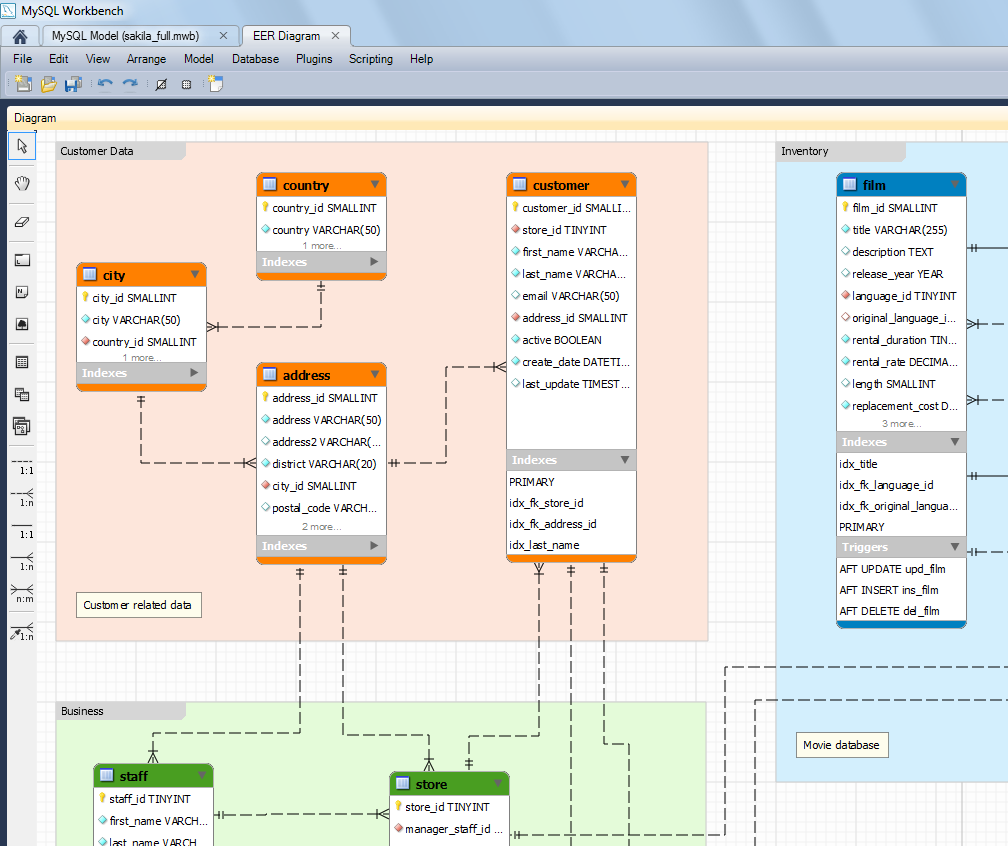 MySQL Workbench
MySQL Model (sakila_full.mwb)
EER Diagram
File Edit View Arrange Model Database Plugins Scripting Help
Diagram
1:1
1:n
1:1
1:n
n:m
1:n
Customer Data
country
country_id SMALLINT
country VARCHAR(50)
1 more...
Indexes
city
city_id SMALLINT
city VARCHAR(50)
country_id SMALLINT
1 more...
Indexes
address
address_id SMALLINT
address VARCHAR(50)
address2 VARCHAR(...
district VARCHAR(20)
city_id SMALLINT
postal_code VARCH...
2 more...
Indexes
customer
customer_id SMALLI...
store_id TINYINT
first_name VARCHA...
last_name VARCHA...
email VARCHAR(50)
address_id SMALLINT
active BOOLEAN
create_date DATETI...
last_update TIMEST...
Indexes
PRIMARY
idx_fk_store_id
idx_fk_address_id
idx_last_name
Customer related data
Inventory
film
film_id SMALLINT
title VARCHAR(255)
description TEXT
release_year YEAR
language_id TINYINT
original_language_i...
rental_duration TIN...
rental_rate DECIMA...
length SMALLINT
replacement_cost D...
3 more...
Indexes
idx_title
idx_fk_language_id
idx_fk_original_langua...
PRIMARY
Triggers
AFT UPDATE upd_film
AFT INSERT ins_film
AFT DELETE del_film
Movie database
Business
staff
staff_id TINYINT
first_name VARCH...
last_name VARCH...
store
store_id TINYINT
manager_staff_id ...